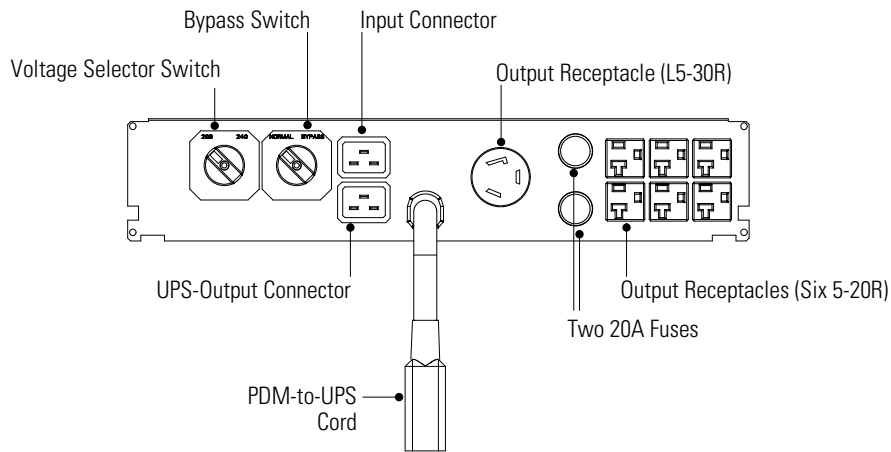 Bypass Switch
Input Connector
Voltage Selector Switch
Output Receptacle (L5-30R)
208 240
NORMAL BYPASS
UPS-Output Connector
Output Receptacles (Six 5-20R)
Two 20A Fuses
PDM-to-UPS
Cord